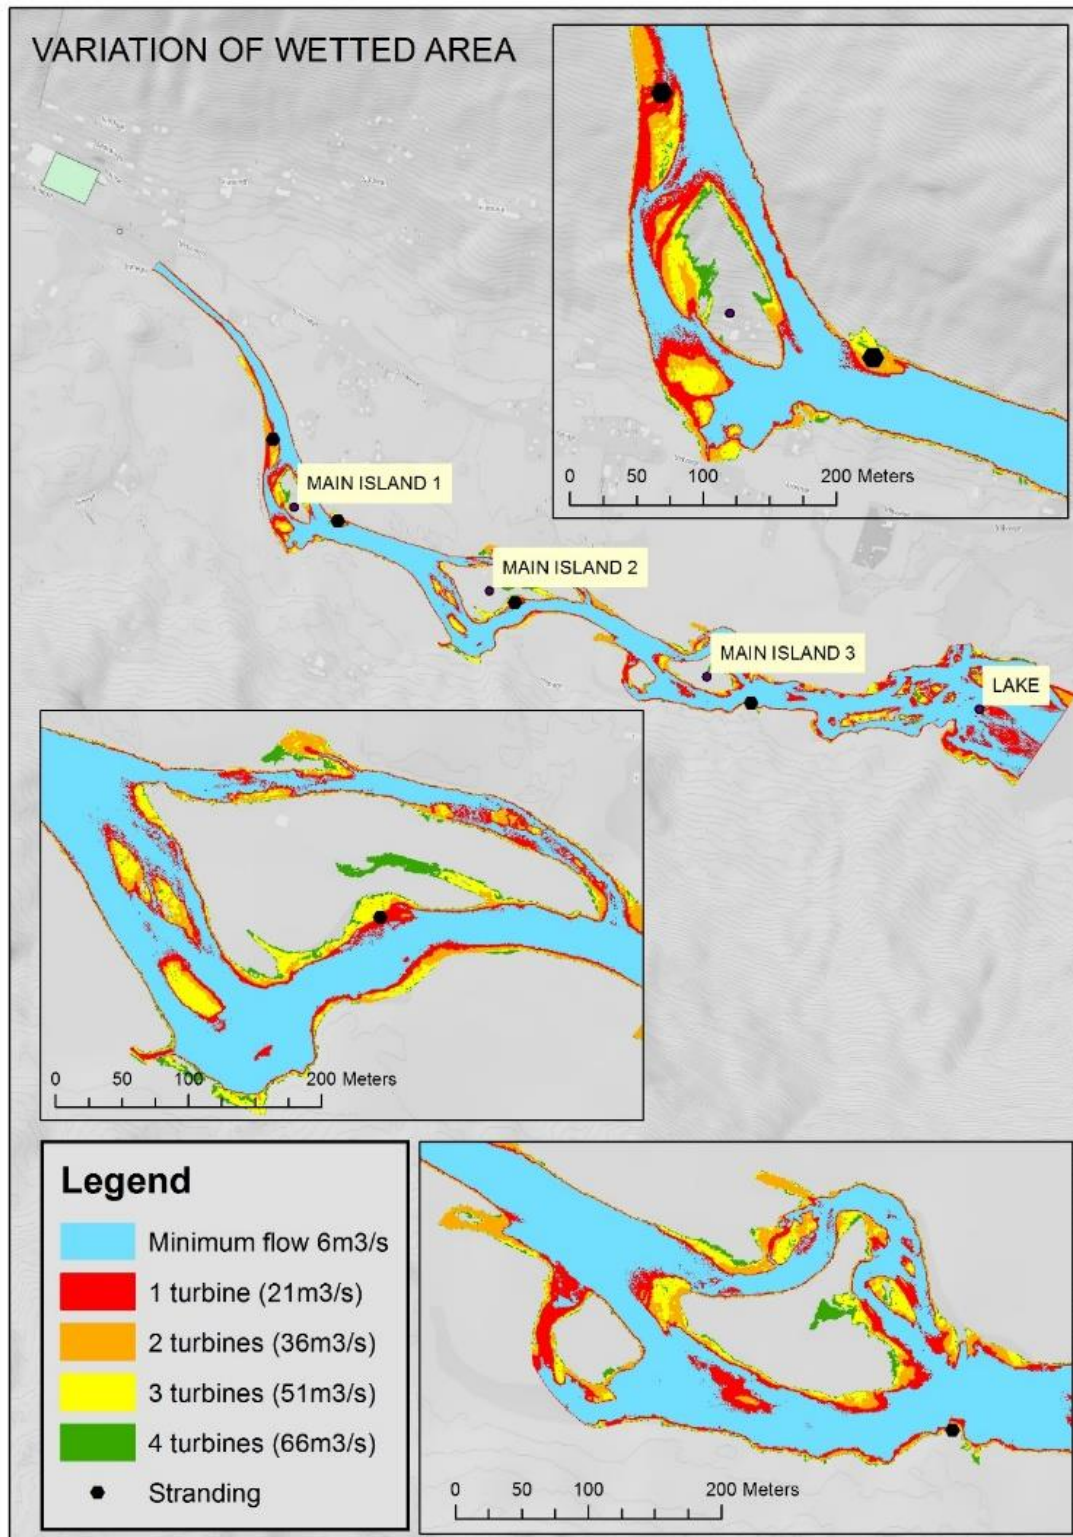 VARIATION OF WETTED AREA
0 100 200 Meters
MAIN ISLAND 1
MAIN ISLAND 2
MAIN ISLAND 3
LAKE
0 50 100 200 Meters
Legend
Minimum flow 6m3/s
1 turbine (21m3/s)
2 turbines (36m3/s)
3 turbines (51m3/s)
4 turbines (66m3/s)
Stranding
0 50 100 200 Meters